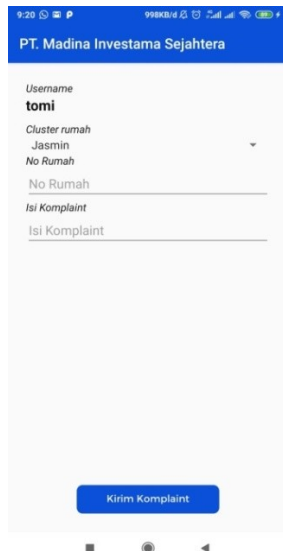 9:20 998KB/d
PT. Madina Investama Sejahtera
Username
tomi
Cluster rumah
Jasmin
No Rumah
No Rumah
Isi Komplaint
Isi Komplaint
Kirim Komplaint